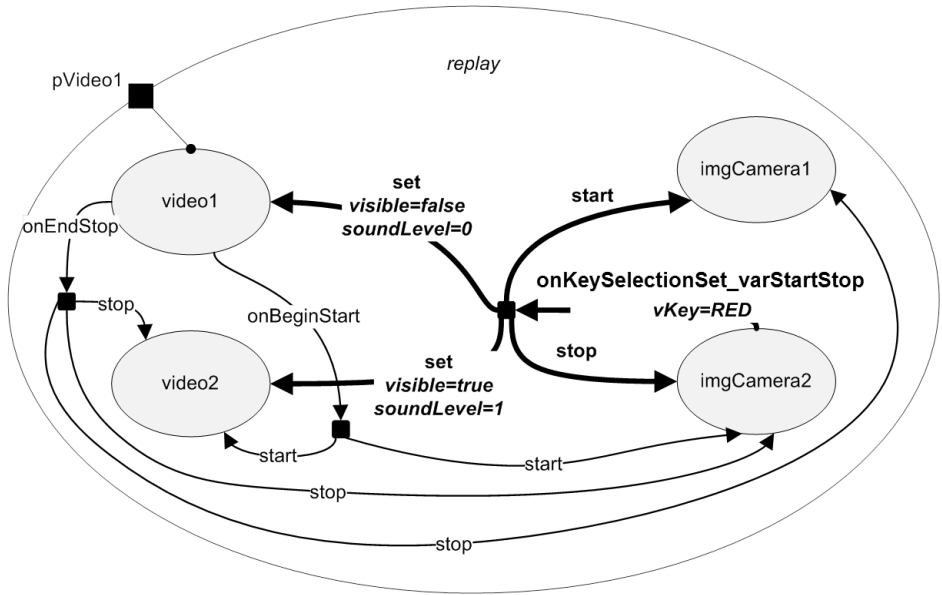 replay
pVideo1
imgCamera1
video1
set
visible=false
soundLevel=0
start
onEndStop
onKeySelectionSet_varStartStop
vKey=RED
stop
onBeginStart
stop
video2
set
visible=true
soundLevel=1
imgCamera2
start
start
stop
stop